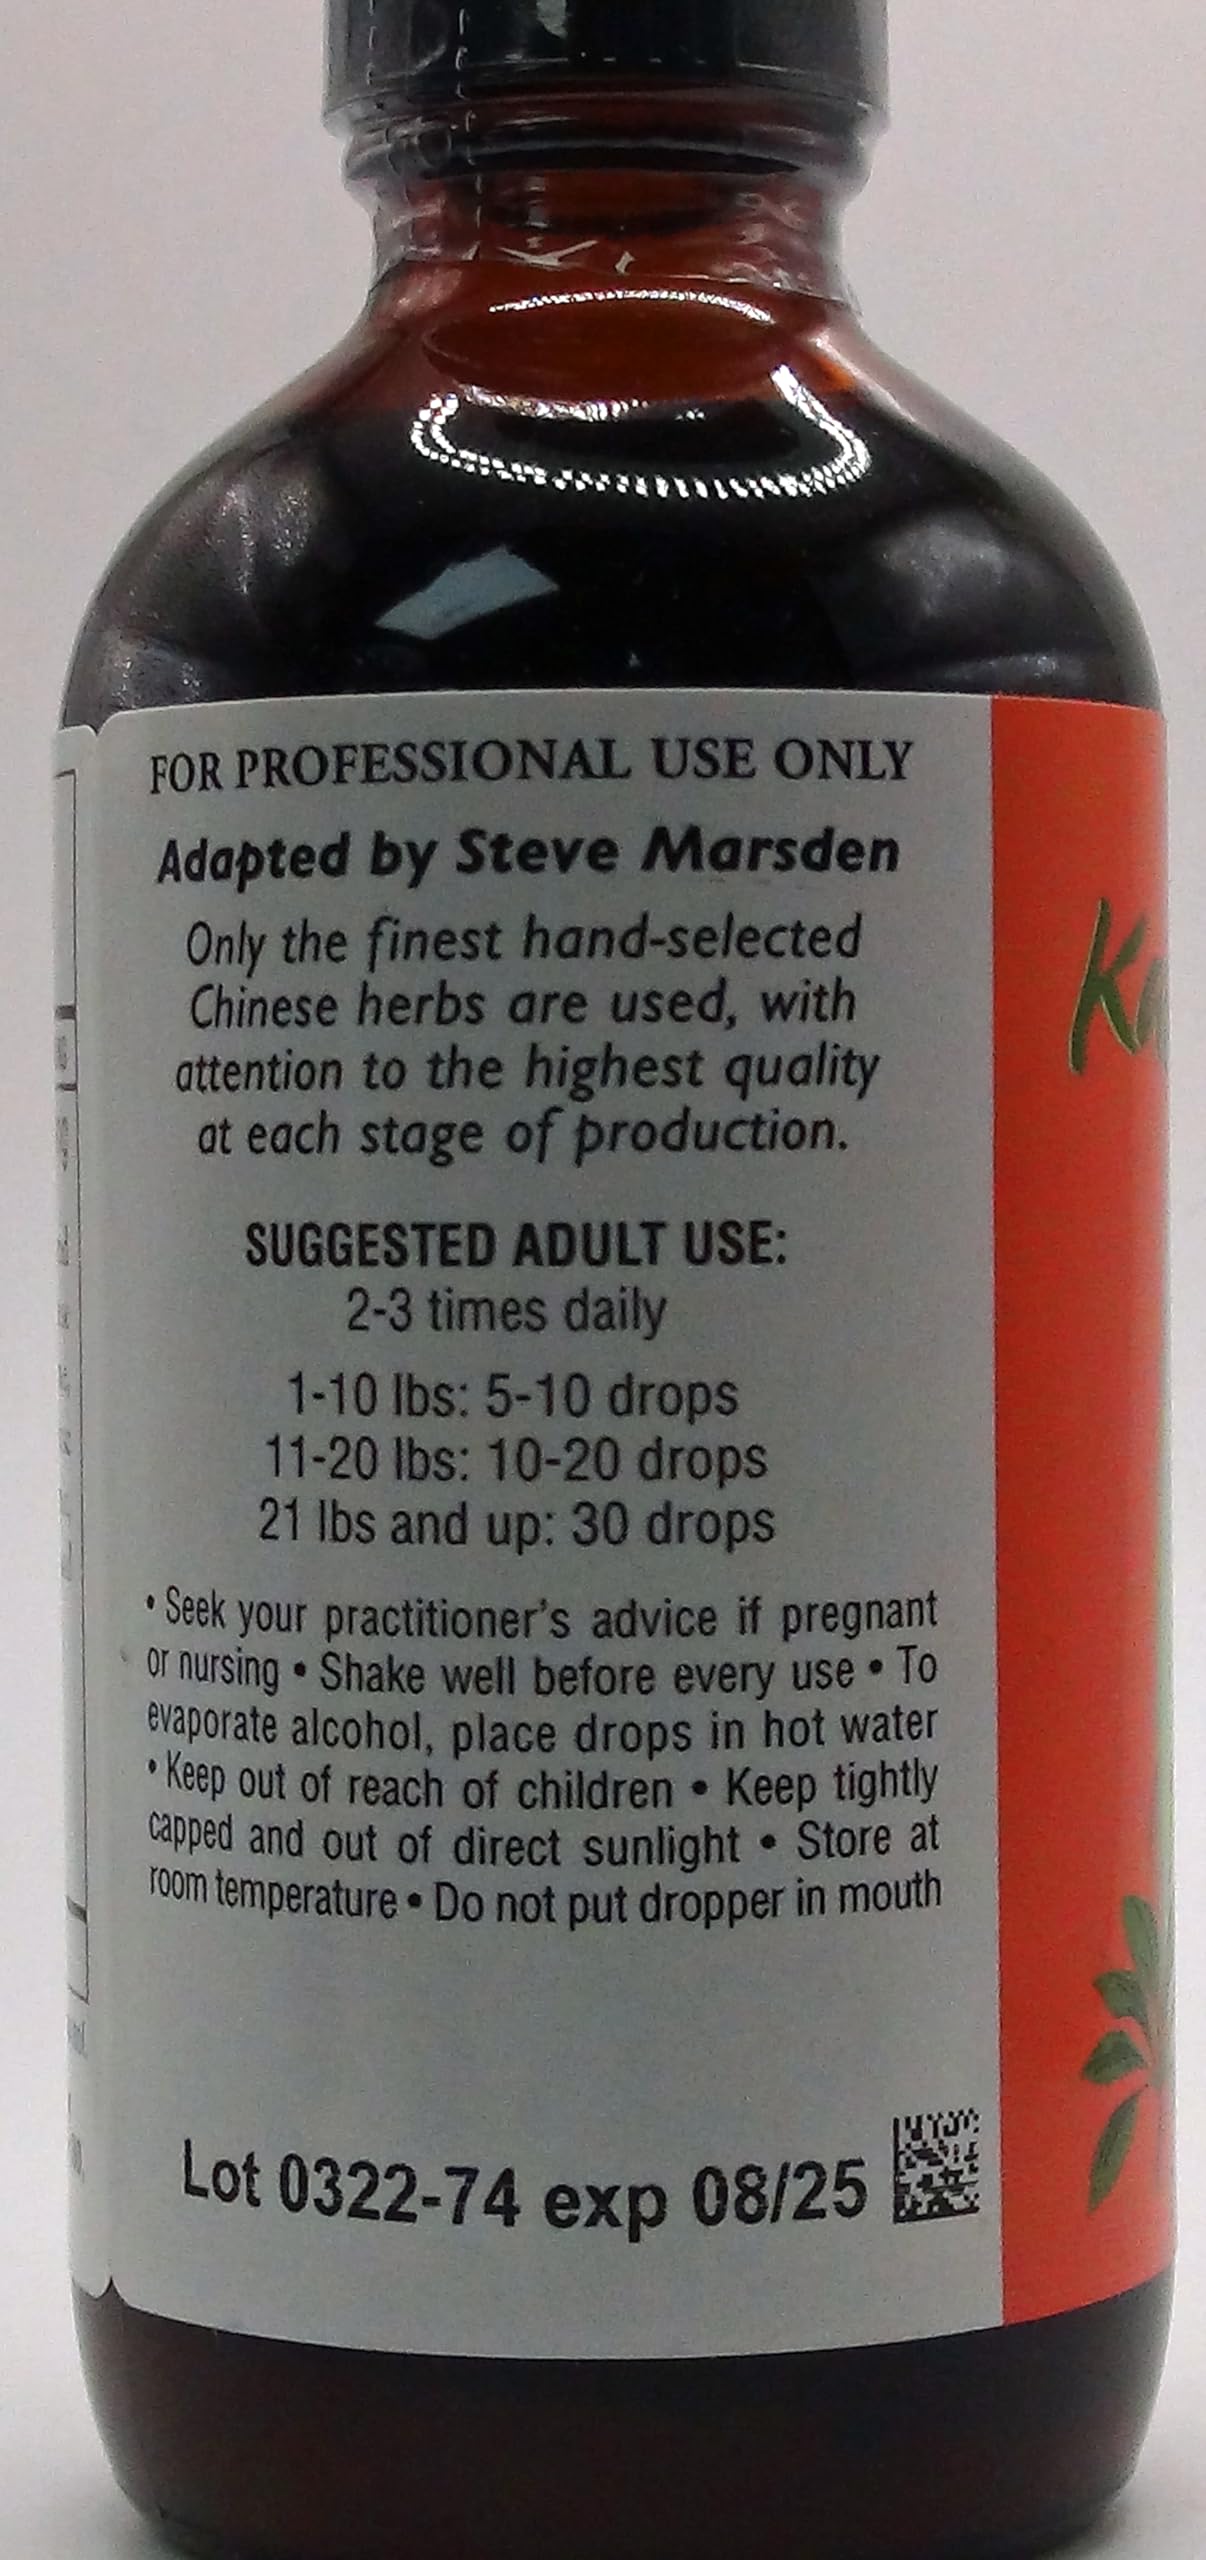 FOR PROFESSIONAL USE ONLY
Adapted by Steve Marsden
Only the finest hand-selected
Chinese herbs are used, with
attention to the highest quality
at each stage of production.
SUGGESTED ADULT USE:
2-3 times daily
1-10 lbs: 5-10 drops
11-20 lbs: 10-20 drops
21 lbs and up: 30 drops
• Seek your practitioner's advice if pregnant
or nursing • Shake well before every use • To
evaporate alcohol, place drops in hot water
• Keep out of reach of children • Keep tightly
capped and out of direct sunlight • Store at
room temperature • Do not put dropper in mouth
Lot 0322-74 exp 08/25